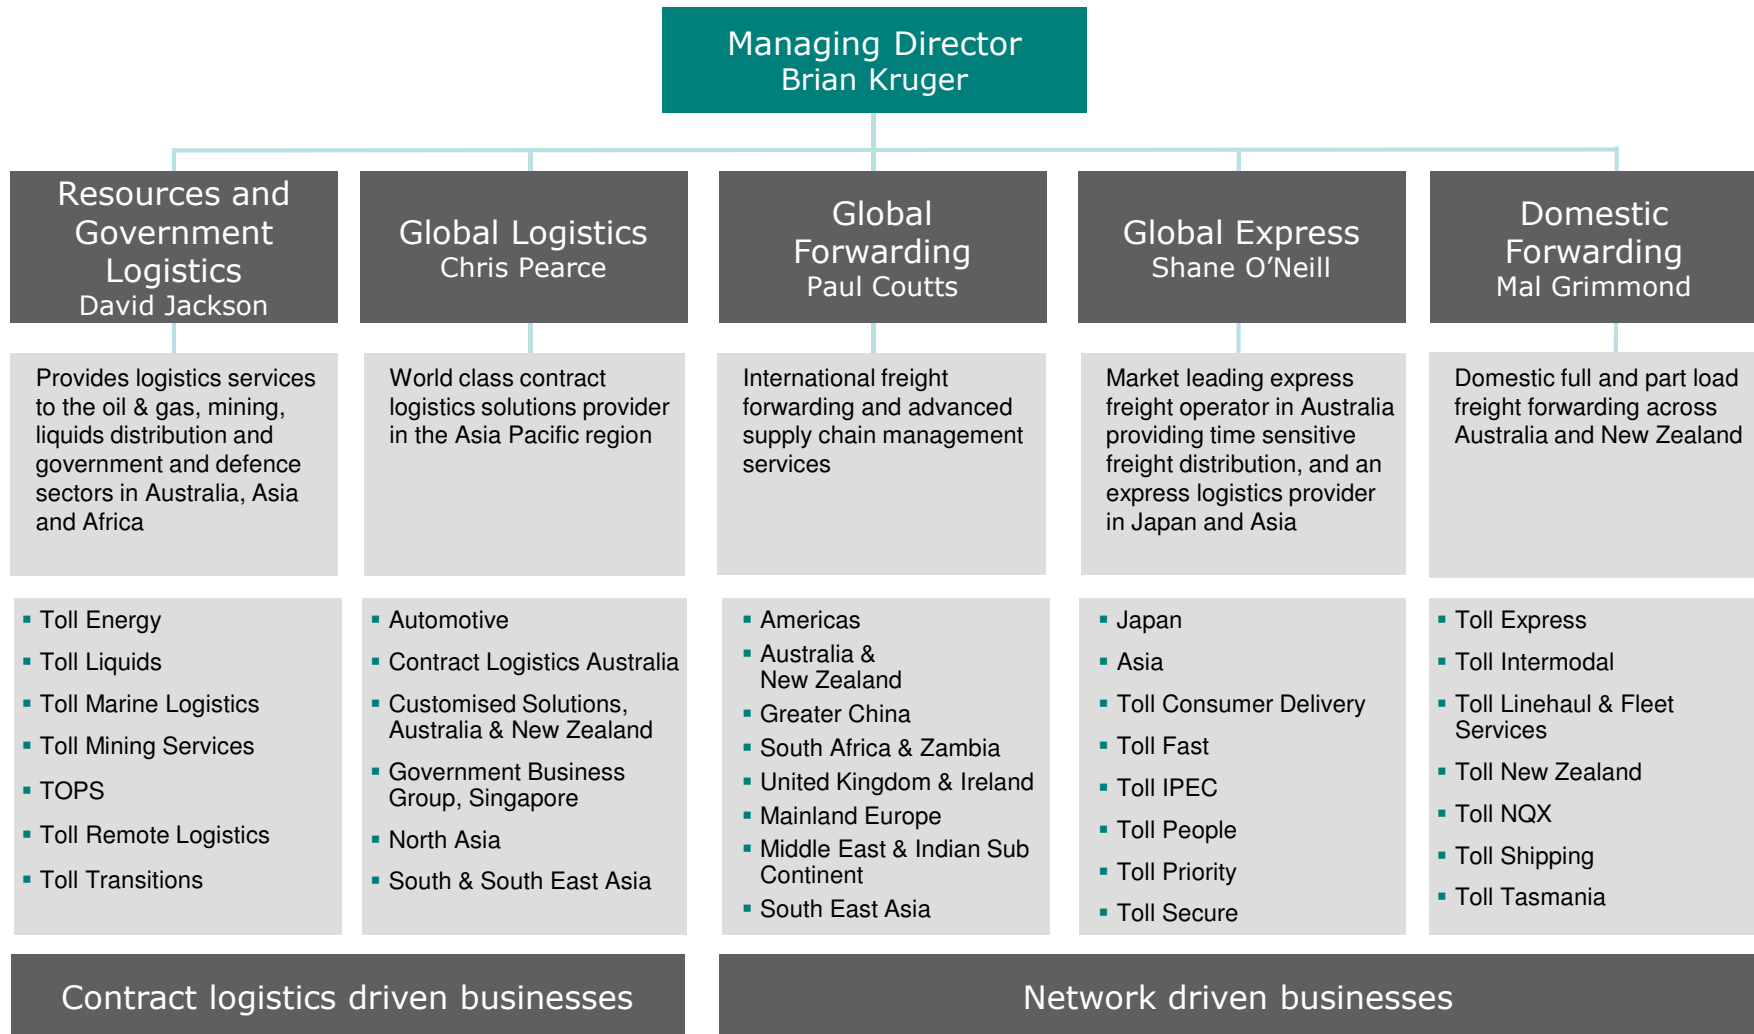 Managing Director
Brian Kruger
Resources and
Government
Logistics
David Jackson
Global Logistics
Chris Pearce
Global
Forwarding
Paul Coutts
Global Express
Shane O’Neill
Domestic
Forwarding
Mal Grimmond
Provides logistics services
to the oil & gas, mining,
liquids distribution and
government and defence
sectors in Australia, Asia
and Africa
World class contract
logistics solutions provider
in the Asia Pacific region
International freight
forwarding and advanced
supply chain management
services
Market leading express
freight operator in Australia
providing time sensitive
freight distribution, and an
express logistics provider
in Japan and Asia
Domestic full and part load
freight forwarding across
Australia and New Zealand
▪ Toll Energy
▪ Toll Liquids
▪ Toll Marine Logistics
▪ Toll Mining Services
▪ TOPS
▪ Toll Remote Logistics
▪ Toll Transitions
▪ Automotive
▪ Contract Logistics Australia
▪ Customised Solutions,
Australia & New Zealand
▪ Government Business
Group, Singapore
▪ North Asia
▪ South & South East Asia
▪ Americas
▪ Australia &
New Zealand
▪ Greater China
▪ South Africa & Zambia
▪ United Kingdom & Ireland
▪ Mainland Europe
▪ Middle East & Indian Sub
Continent
▪ South East Asia
▪ Japan
▪ Asia
▪ Toll Consumer Delivery
▪ Toll Fast
▪ Toll IPEC
▪ Toll People
▪ Toll Priority
▪ Toll Secure
▪ Toll Express
▪ Toll Intermodal
▪ Toll Linehaul & Fleet
Services
▪ Toll New Zealand
▪ Toll NQX
▪ Toll Shipping
▪ Toll Tasmania
Contract logistics driven businesses
Network driven businesses